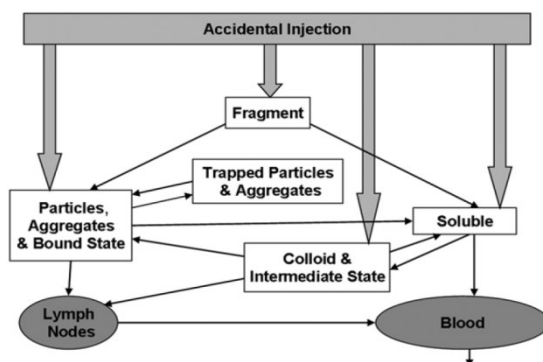 Accidental Injection
Fragment
Trapped Particles
& Aggregates
Particles,
Aggregates
& Bound State
Soluble
Colloid &
Intermediate State
Lymph
Nodes
Blood